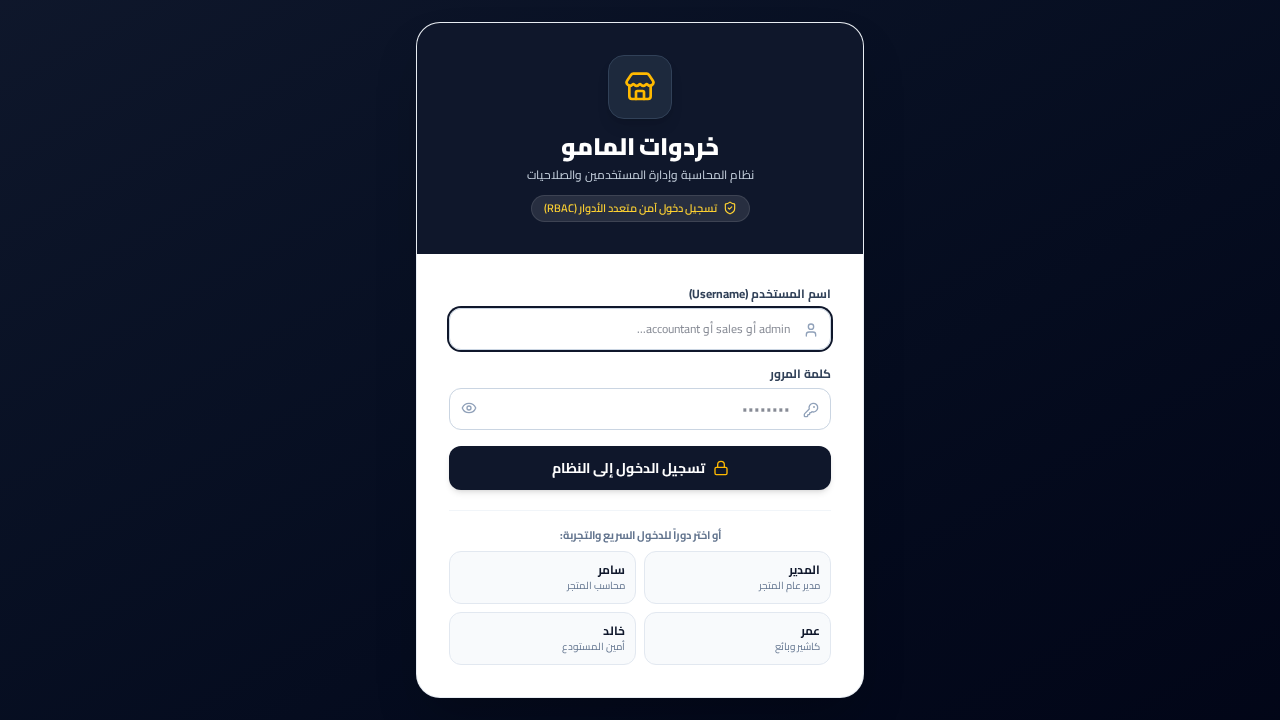 خردوات المامو
نظام المحاسبة وإدارة المستخدمين والصلاحيات
تسجيل دخول آمن متعدد الأدوار (RBAC)
اسم المستخدم (Username)
admin أو sales أو accountant...
كلمة المرور
••••••••
تسجيل الدخول إلى النظام
أو اختر دوراً للدخول السريع والتجربة:
المدير
مدير عام المتجر
سامر
محاسب المتجر
عمر
كاشير وبائع
خالد
أمين المستودع